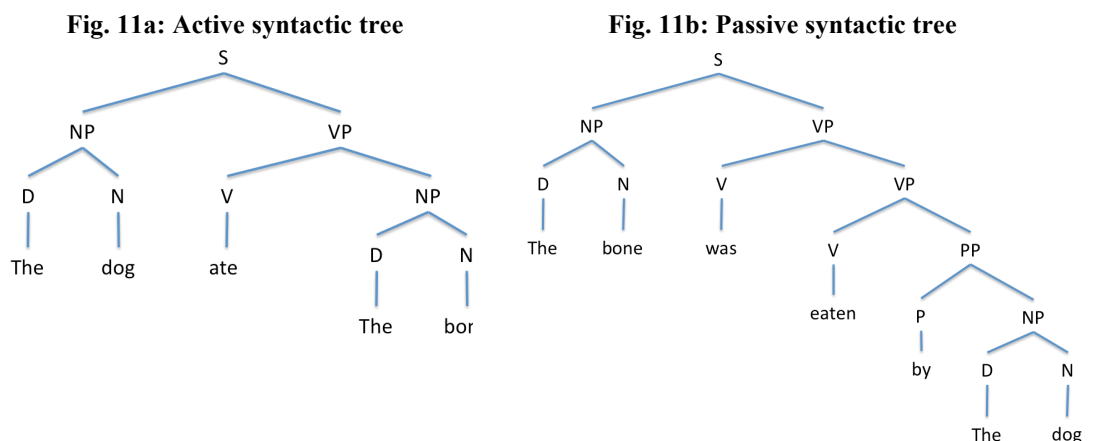 Fig. 11a: Active syntactic tree
S
NP VP
D N V NP
The dog ate D N
The bor
Fig. 11b: Passive syntactic tree
S
NP VP
D N V VP
The bone was V PP
eaten P NP
by D N
The dog